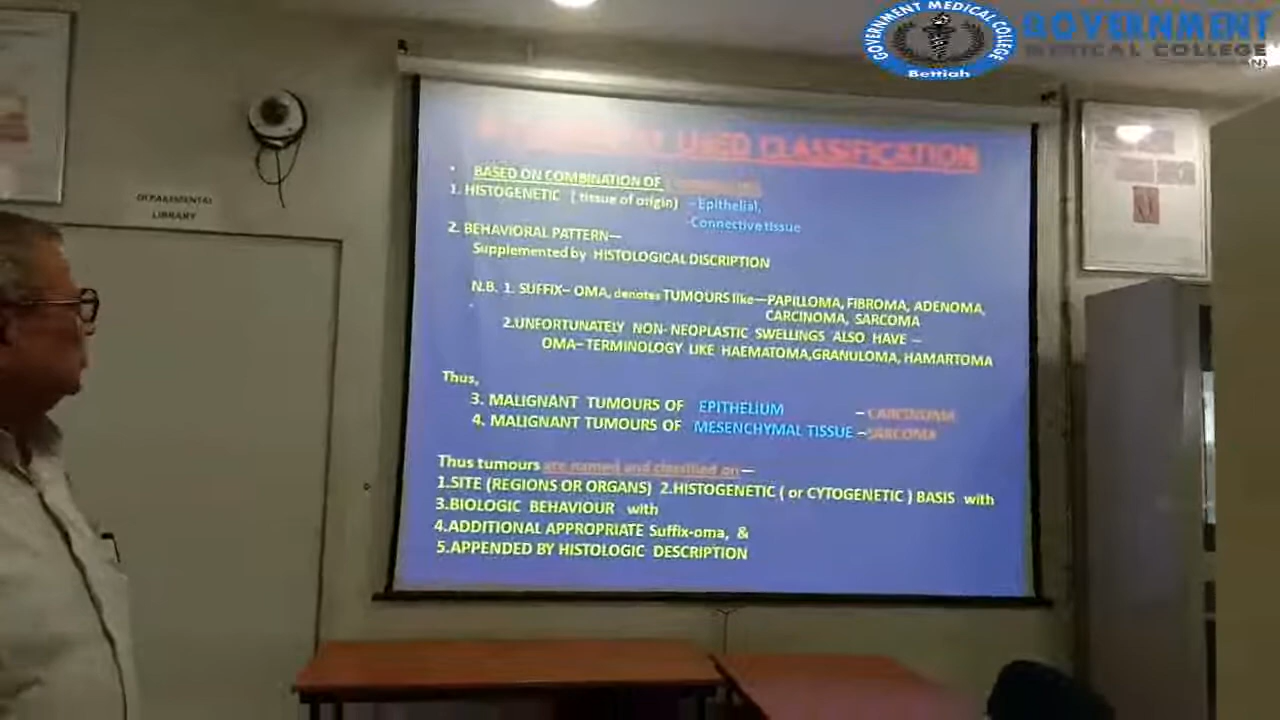 GOVERNMENT MEDICAL COLLEGE
Bettiah
GOVERNMENT
MEDICAL COLLEGE
DEPARTMENTAL
LIBRARY
USED CLASSIFICATION
• BASED ON COMBINATION OF
1. HISTOGENETIC ( tissue of origin) - Epithelial,
-Connective tissue
2. BEHAVIORAL PATTERN—
Supplemented by HISTOLOGICAL DISCRIPTION
N.B. 1. SUFFIX– OMA, denotes TUMOURS like—PAPILLOMA, FIBROMA, ADENOMA,
CARCINOMA, SARCOMA
2.UNFORTUNATELY NON- NEOPLASTIC SWELLINGS ALSO HAVE –
OMA– TERMINOLOGY LIKE HAEMATOMA,GRANULOMA, HAMARTOMA
Thus,
3. MALIGNANT TUMOURS OF EPITHELIUM – CARCINOMA
4. MALIGNANT TUMOURS OF MESENCHYMAL TISSUE –SARCOMA
Thus tumours are named and classified on—
1.SITE (REGIONS OR ORGANS) 2.HISTOGENETIC ( or CYTOGENETIC ) BASIS with
3.BIOLOGIC BEHAVIOUR with
4.ADDITIONAL APPROPRIATE Suffix-oma, &
5.APPENDED BY HISTOLOGIC DESCRIPTION